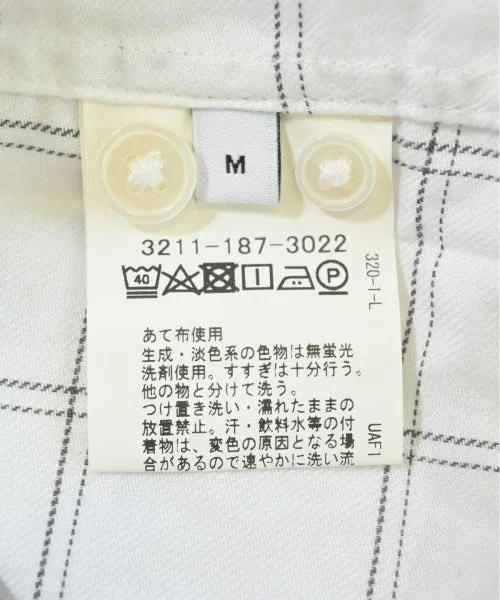 M
3211-187-3022
40 P
320-1-L
あて布使用
生成・淡色系の色物は無蛍光
洗剤使用。すすぎは十分行う。
他の物と分けて洗う。
つけ置き洗い・濡れたままの
放置禁止。汗・飲料水等の付
着物は、変色の原因となる場
合があるので速やかに洗い流
UAF1